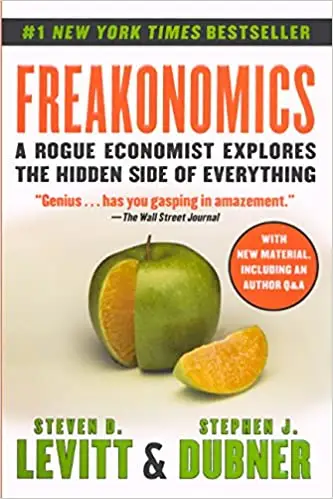 #1 NEW YORK TIMES BESTSELLER
FREAKONOMICS
A ROGUE ECONOMIST EXPLORES
THE HIDDEN SIDE OF EVERYTHING
“Genius . . . has you gasping in amazement.”
—The Wall Street Journal
WITH
NEW MATERIAL,
INCLUDING AN
AUTHOR Q&A
STEVEN D.
LEVITT &
STEPHEN J.
DUBNER